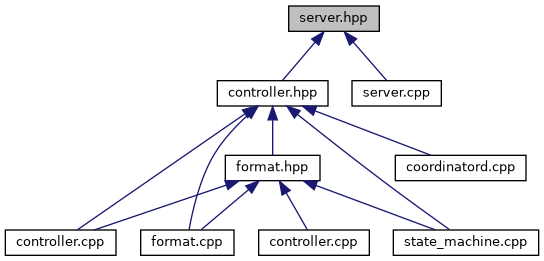 server.hpp
controller.hpp
server.cpp
format.hpp
coordinatord.cpp
controller.cpp
format.cpp
controller.cpp
state_machine.cpp